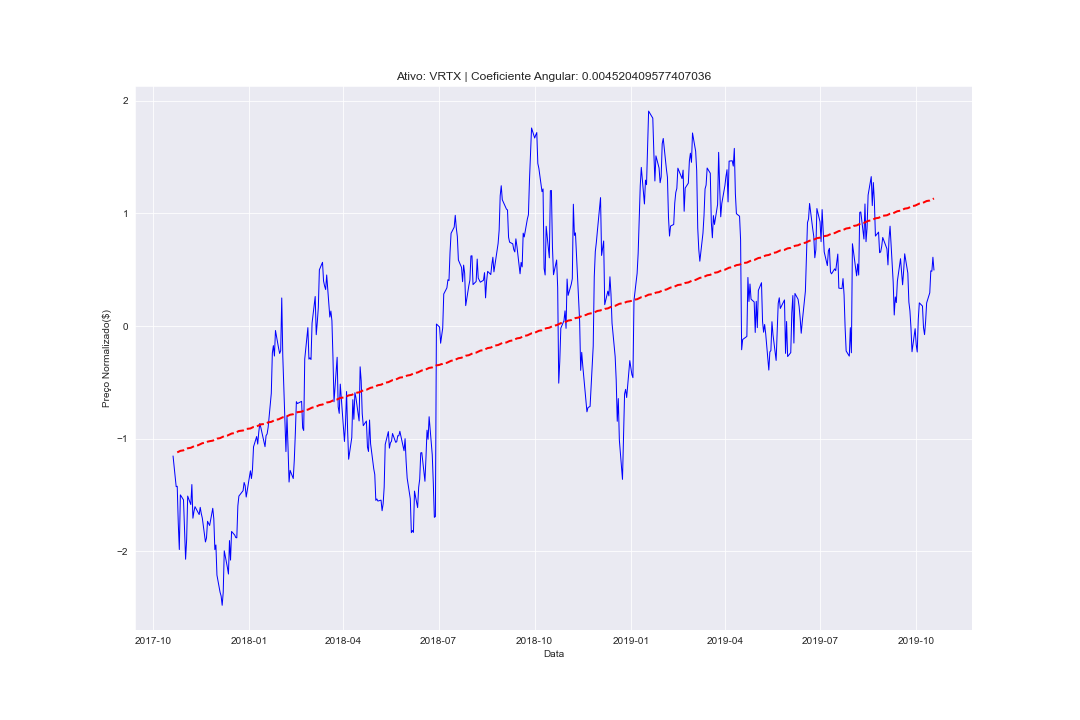 Ativo: VRTX | Coeficiente Angular: 0.004520409577407036
Preço Normalizado($)
2
1
0
−1
−2
2017-10 2018-01 2018-04 2018-07 2018-10 2019-01 2019-04 2019-07 2019-10
Data